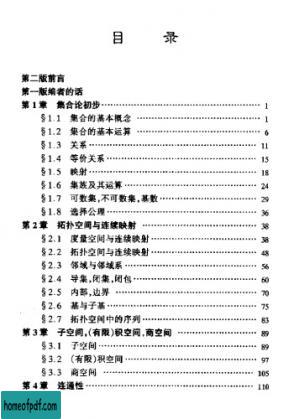 目 录
第二版前言
第一版编者的话
第1章 集合论初步 1
§1.1 集合的基本概念 1
§1.2 集合的基本运算 6
§1.3 关系 11
§1.4 等价关系 15
§1.5 映射 18
§1.6 集族及其运算 24
§1.7 可数集,不可数集,基数 29
§1.8 选择公理 36
第2章 拓扑空间与连续映射 38
§2.1 度量空间与连续映射 38
§2.2 拓扑空间与连续映射 48
§2.3 邻域与邻域系 56
§2.4 导集,闭集,闭包 60
§2.5 内部,边界 70
§2.6 基与子基 75
§2.7 拓扑空间中的序列 83
第3章 子空间,(有限)积空间,商空间 89
§3.1 子空间 89
§3.2 (有限)积空间 97
§3.3 商空间 105
第4章 连通性 110
homeofpdf.com